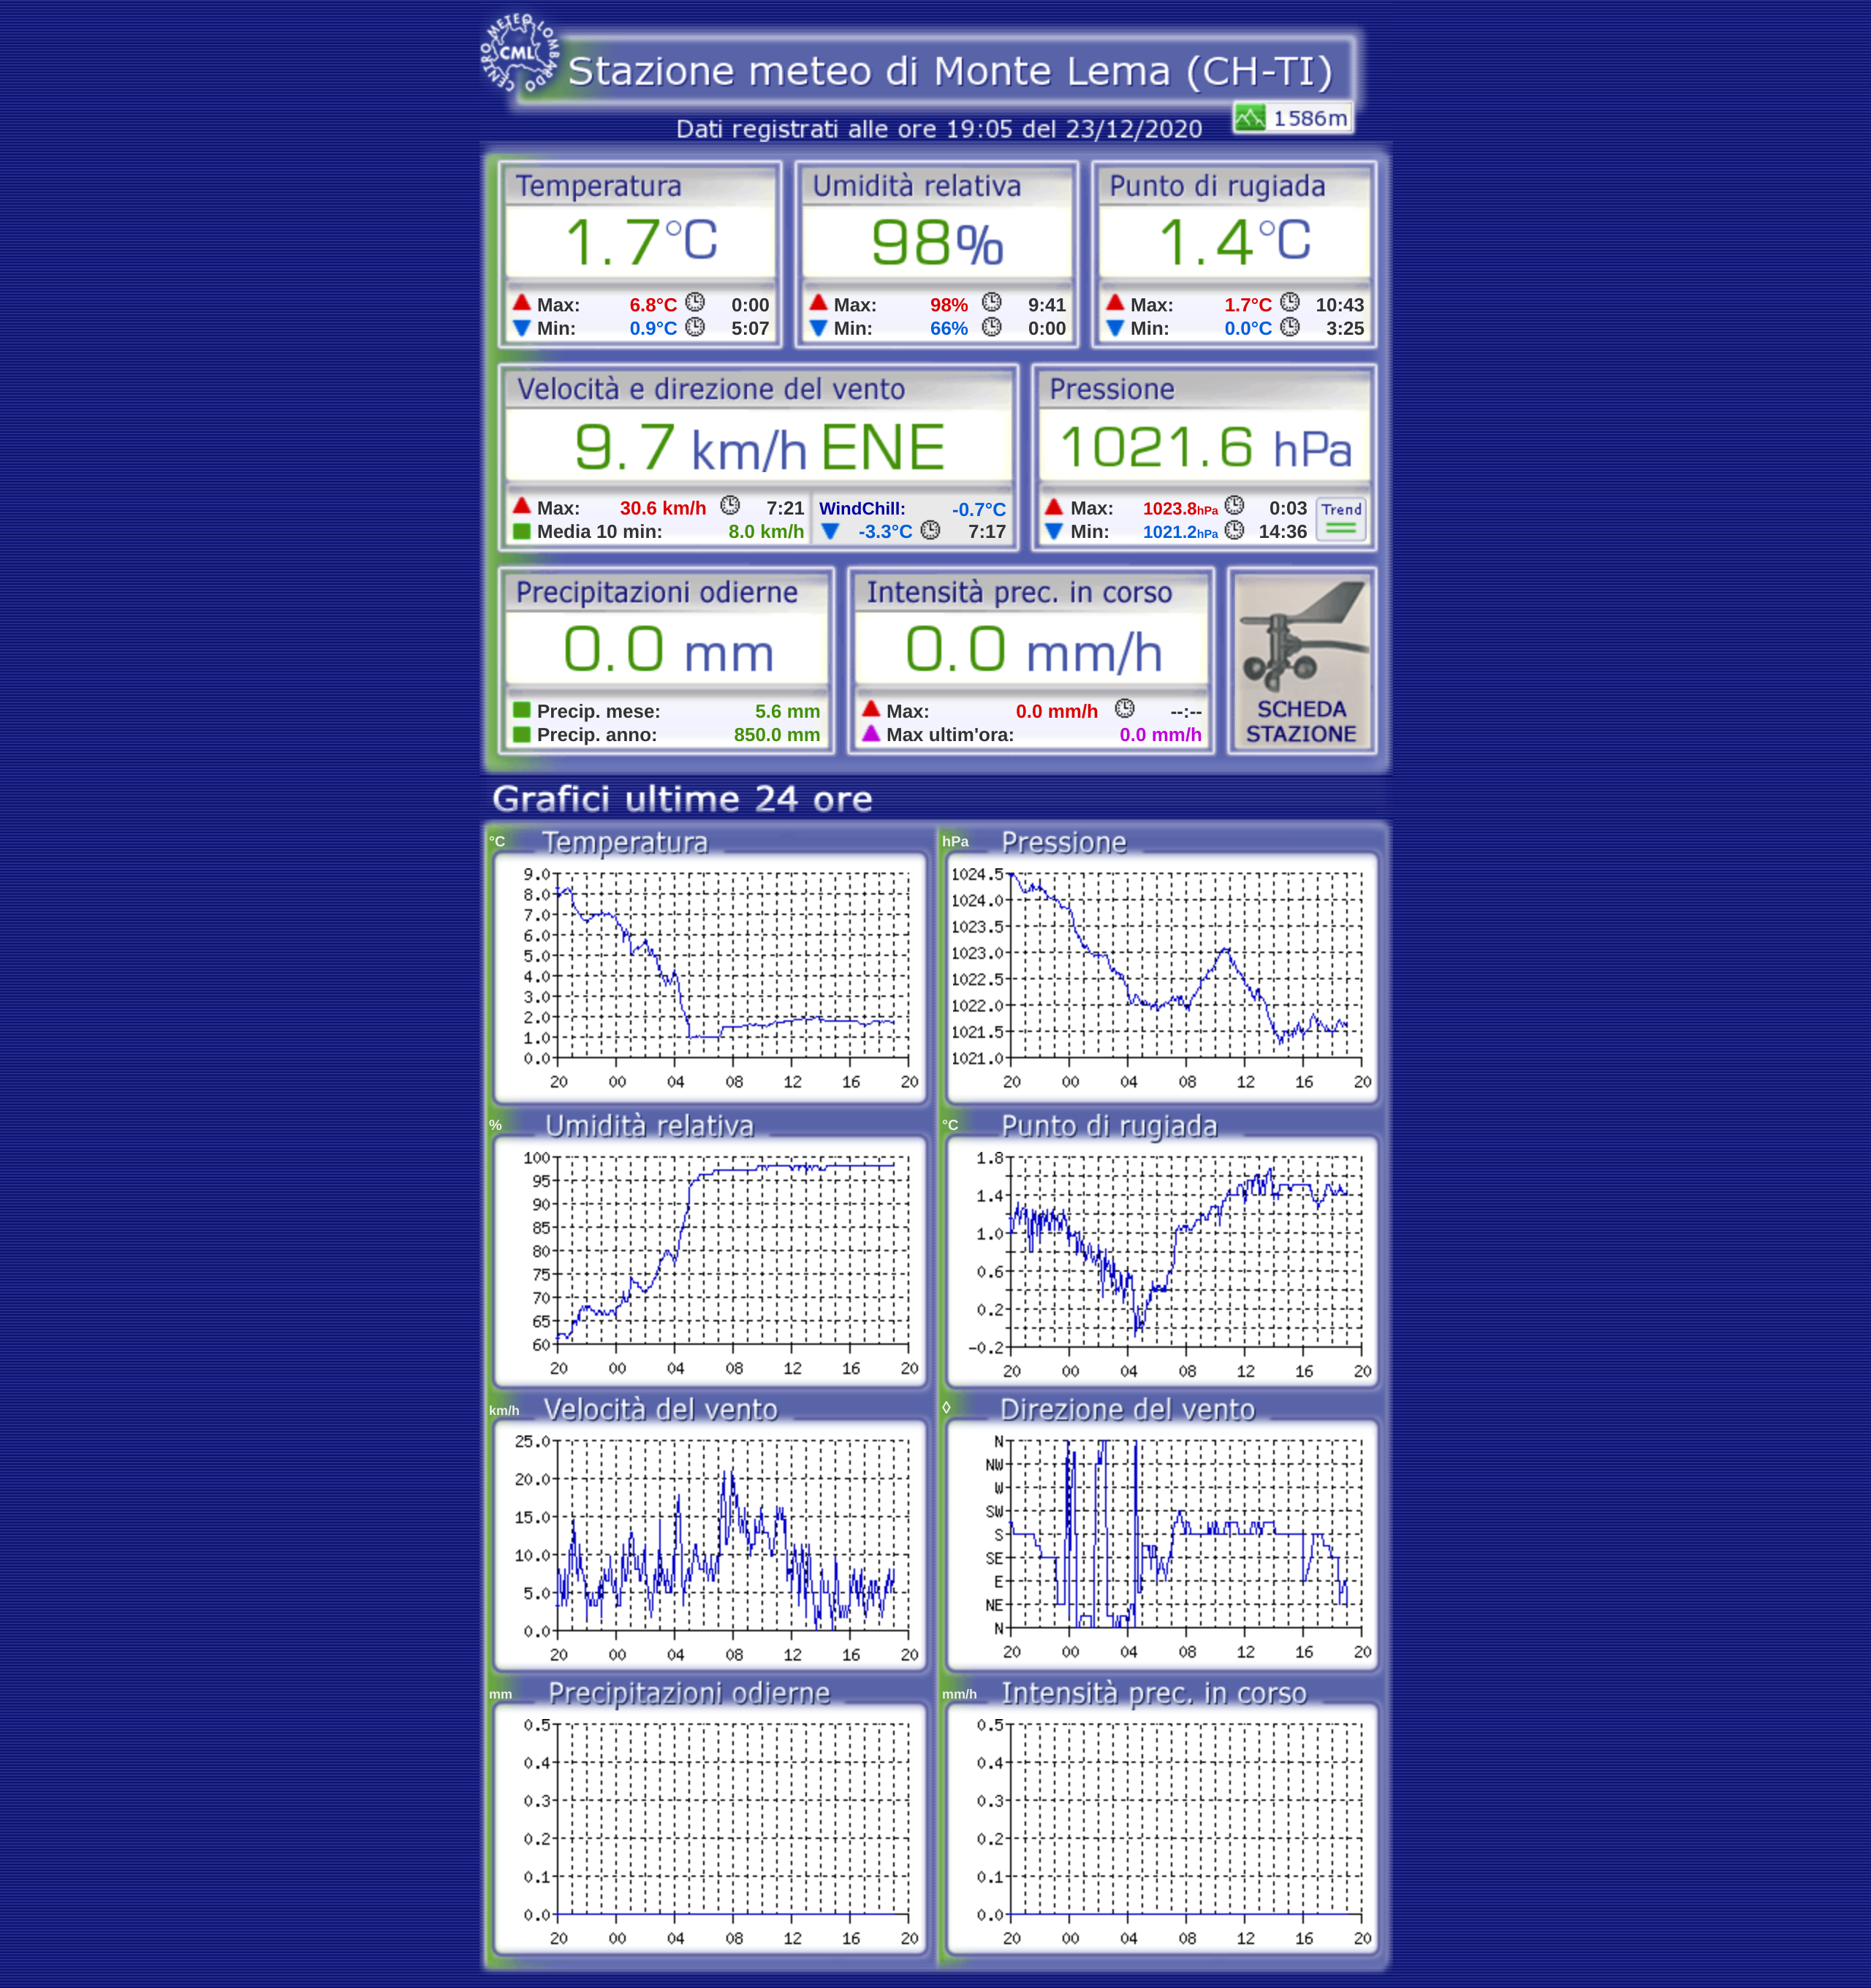 CENTRO METEO LOMBARDO
CML
Stazione meteo di Monte Lema (CH-TI)
1586m
Dati registrati alle ore 19:05 del 23/12/2020
Temperatura Umidità relativa Punto di rugiada
1.7°C 98% 1.4°C
Max: 6.8°C 0:00 Max: 98% 9:41 Max: 1.7°C 10:43
Min: 0.9°C 5:07 Min: 66% 0:00 Min: 0.0°C 3:25
Velocità e direzione del vento Pressione
9.7 km/h ENE 1021.6 hPa
Max: 30.6 km/h 7:21 WindChill: -0.7°C Max: 1023.8hPa 0:03 Trend
Media 10 min: 8.0 km/h -3.3°C 7:17 Min: 1021.2hPa 14:36
Precipitazioni odierne Intensità prec. in corso
0.0 mm 0.0 mm/h
Precip. mese: 5.6 mm Max: 0.0 mm/h --:-- SCHEDA
Precip. anno: 850.0 mm Max ultim'ora: 0.0 mm/h STAZIONE
Grafici ultime 24 ore
°C Temperatura
9.0
8.0
7.0
6.0
5.0
4.0
3.0
2.0
1.0
0.0
20 00 04 08 12 16 20
hPa Pressione
1024.5
1024.0
1023.5
1023.0
1022.5
1022.0
1021.5
1021.0
20 00 04 08 12 16 20
% Umidità relativa
100
95
90
85
80
75
70
65
60
20 00 04 08 12 16 20
°C Punto di rugiada
1.8
1.4
1.0
0.6
0.2
-0.2
20 00 04 08 12 16 20
km/h Velocità del vento
25.0
20.0
15.0
10.0
5.0
0.0
20 00 04 08 12 16 20
◊ Direzione del vento
N
NW
W
SW
S
SE
E
NE
N
20 00 04 08 12 16 20
mm Precipitazioni odierne
0.5
0.4
0.3
0.2
0.1
0.0
20 00 04 08 12 16 20
mm/h Intensità prec. in corso
0.5
0.4
0.3
0.2
0.1
0.0
20 00 04 08 12 16 20